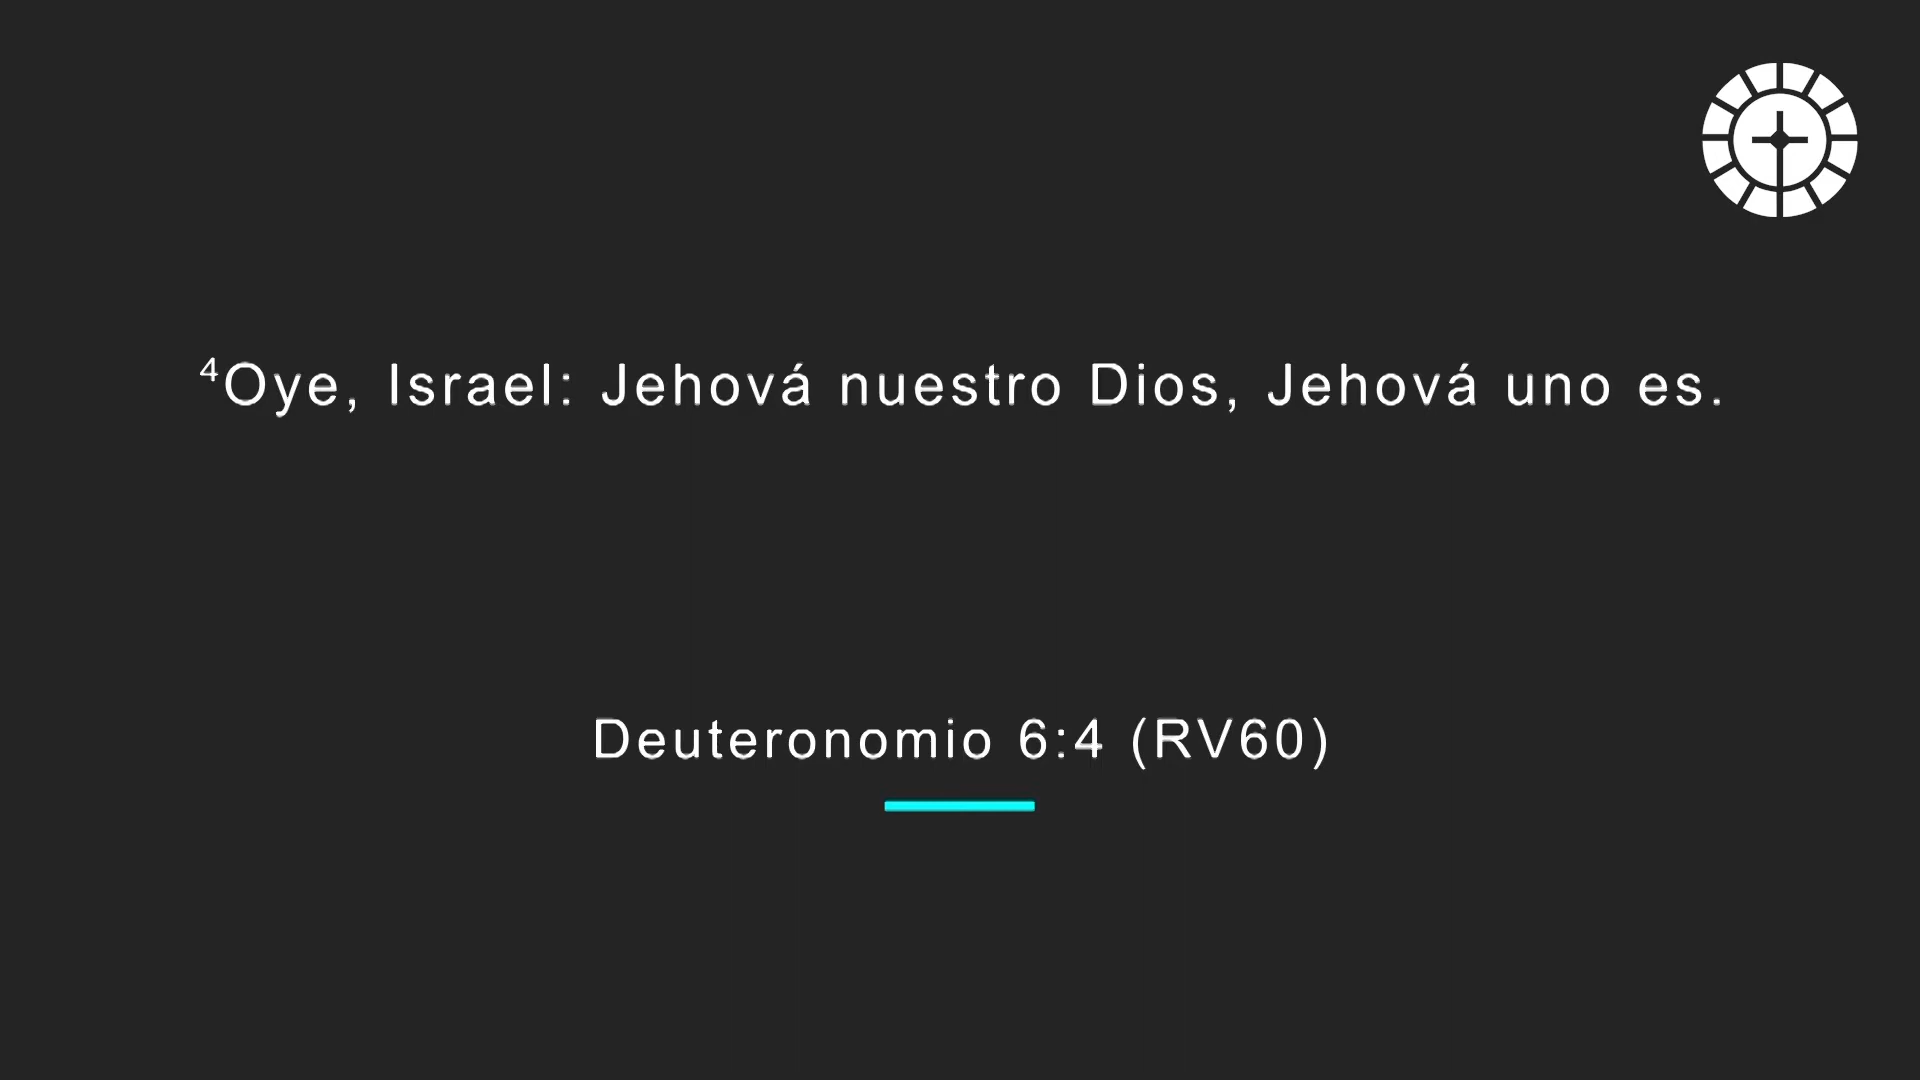 ⁴Oye, Israel: Jehová nuestro Dios, Jehová uno es.
Deuteronomio 6:4 (RV60)